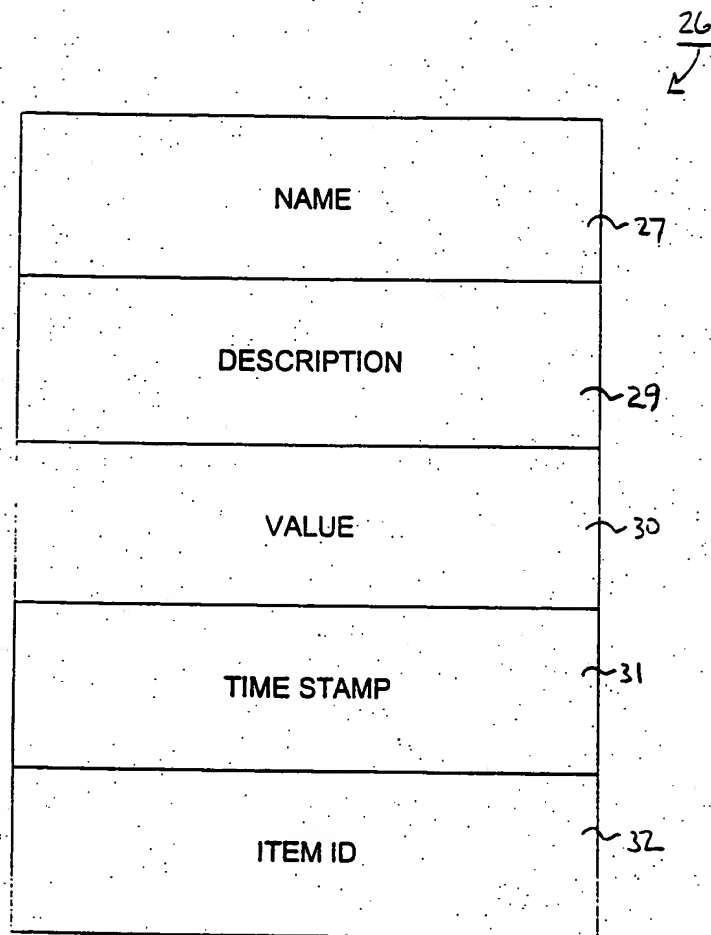 26
NAME
27
DESCRIPTION
29
VALUE
30
TIME STAMP
31
ITEM ID
32